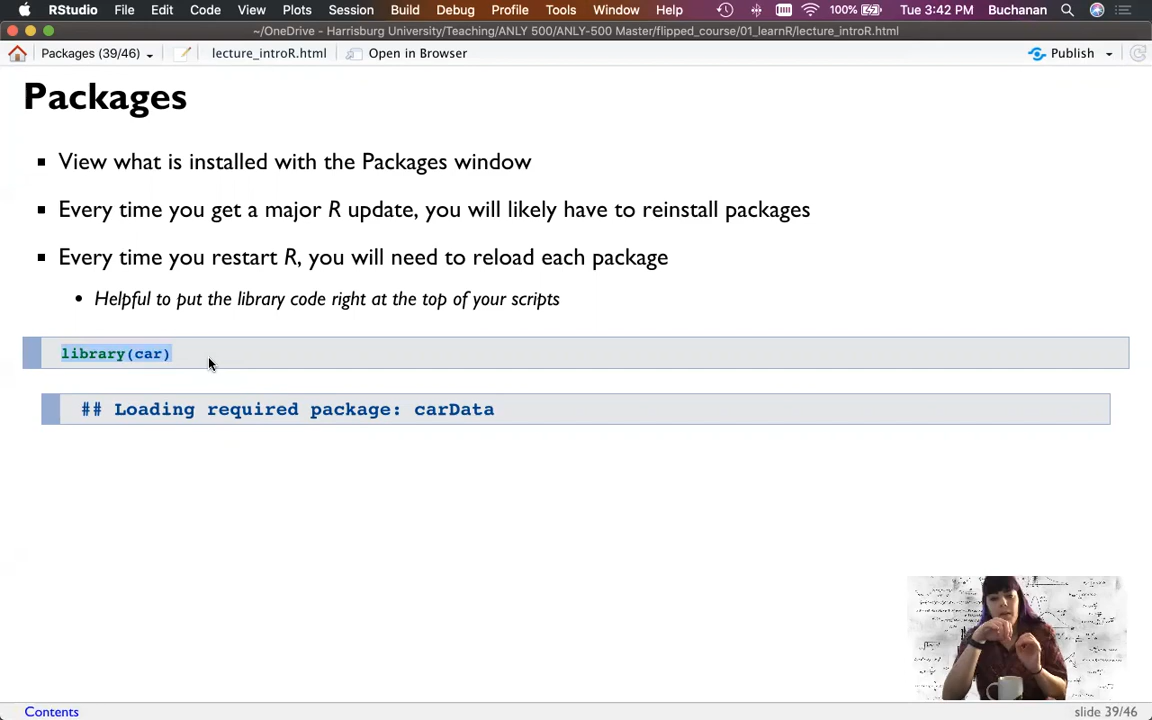 RStudio File Edit Code View Plots Session Build Debug Profile Tools Window Help 100% Tue 3:42 PM Buchanan
~/OneDrive - Harrisburg University/Teaching/ANLY 500/ANLY-500 Master/flipped_course/01_learnR/lecture_introR.html
Packages (39/46) lecture_introR.html Open in Browser Publish
Packages
View what is installed with the Packages window
Every time you get a major R update, you will likely have to reinstall packages
Every time you restart R, you will need to reload each package
Helpful to put the library code right at the top of your scripts
library(car)
## Loading required package: carData
Contents slide 39/46